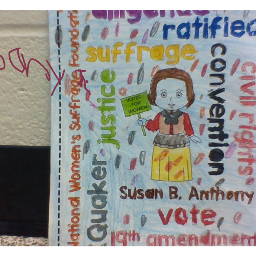 diligence
ratified
suffrage
National Women's Suffrage Foundation
Quaker
justice
convention
civil rights
VOTES
FOR
WOMEN
Susan B. Anthony
vote,
19th amendment